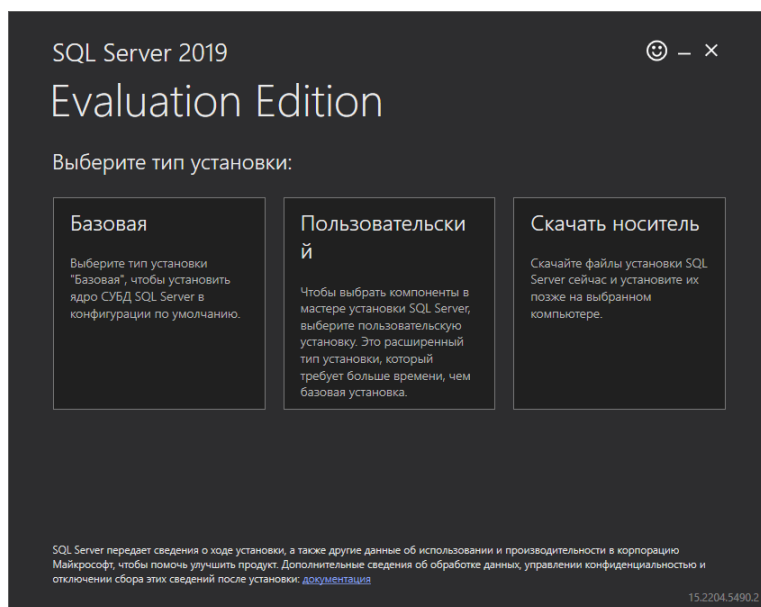 SQL Server 2019
Evaluation Edition
Выберите тип установки:
Базовая
Выберите тип установки
"Базовая", чтобы установить
ядро СУБД SQL Server в
конфигурации по умолчанию.
Пользовательски
й
Чтобы выбрать компоненты в
мастере установки SQL Server,
выберите пользовательскую
установку. Это расширенный
тип установки, который
требует больше времени, чем
базовая установка.
Скачать носитель
Скачайте файлы установки SQL
Server сейчас и установите их
позже на выбранном
компьютере.
SQL Server передает сведения о ходе установки, а также другие данные об использовании и производительности в корпорацию
Майкрософт, чтобы помочь улучшить продукт. Дополнительные сведения об обработке данных, управлении конфиденциальностью и
отключении сбора этих сведений после установки: документация
15.2204.5490.2